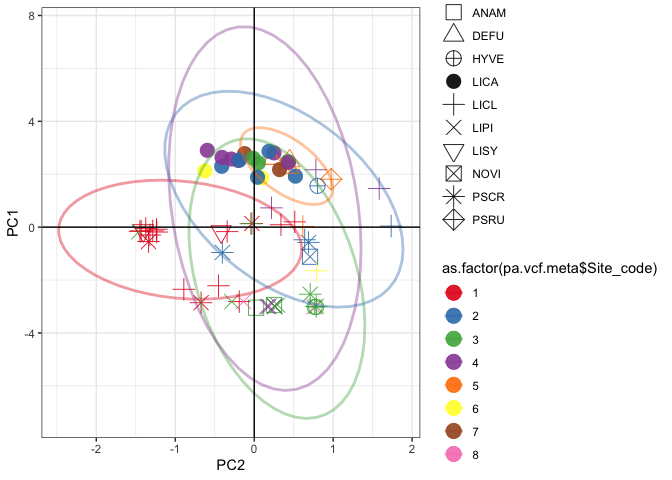 8
4
0
-4
PC1
-2
-1
0
1
2
PC2
ANAM
DEFU
HYVE
LICA
LICL
LIPI
LISY
NOVI
PSCR
PSRU
as.factor(pa.vcf.meta$Site_code)
1
2
3
4
5
6
7
8